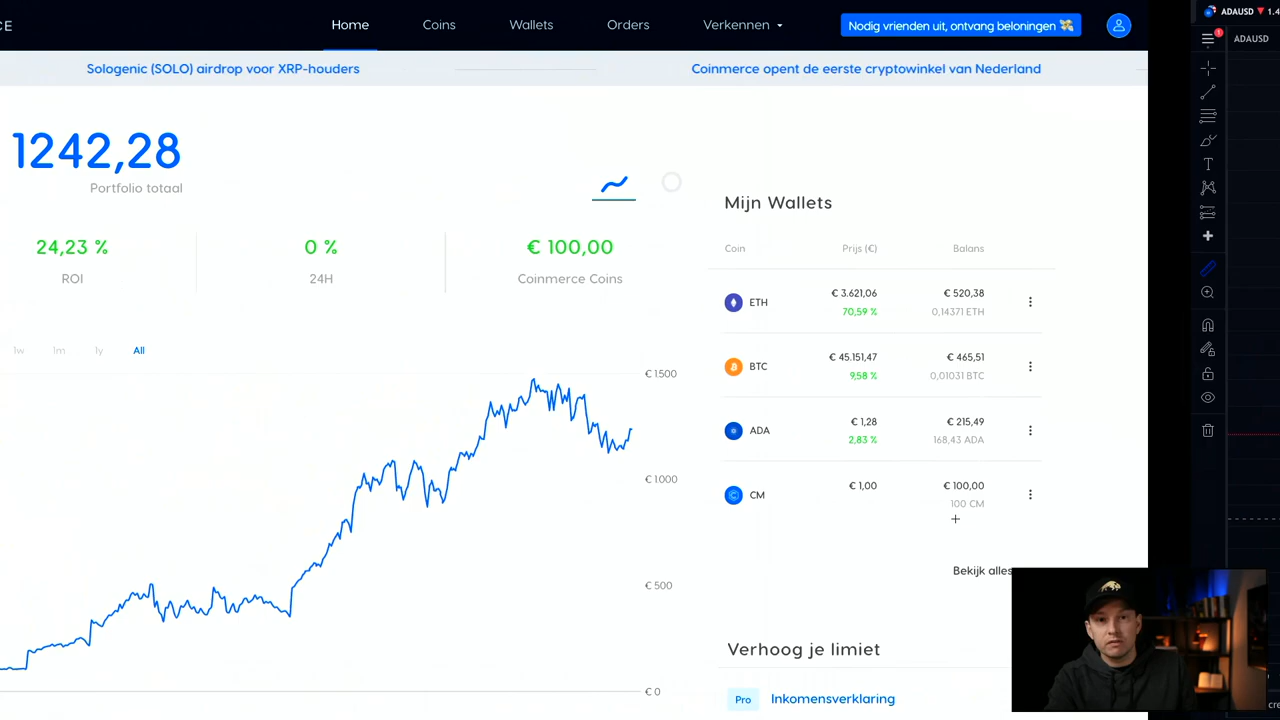 CE
Home
Coins
Wallets
Orders
Verkennen
Nodig vrienden uit, ontvang beloningen
ADAUSD 1.4
ADAUSD
Sologenic (SOLO) airdrop voor XRP-houders
Coinmerce opent de eerste cryptowinkel van Nederland
1242,28
Portfolio totaal
24,23 %
ROI
0 %
24H
€ 100,00
Coinmerce Coins
1w
1m
1y
All
€ 1500
€ 1000
€ 500
€ 0
Mijn Wallets
Coin
Prijs (€)
Balans
ETH
€ 3.621,06
70,59 %
€ 520,38
0,14371 ETH
BTC
€ 45.151,47
9,58 %
€ 465,51
0,01031 BTC
ADA
€ 1,28
2,83 %
€ 215,49
168,43 ADA
CM
€ 1,00
€ 100,00
100 CM
Bekijk alles
Verhoog je limiet
Pro
Inkomensverklaring